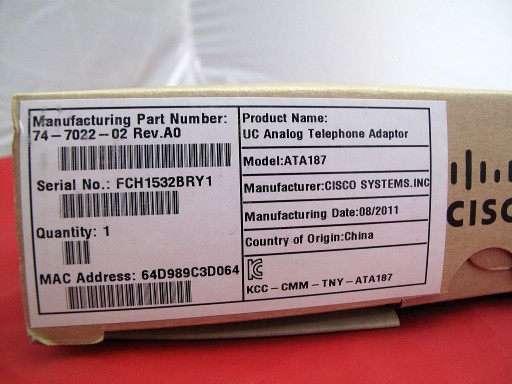 Manufacturing Part Number:
74-7022-02 Rev.A0
Serial No.: FCH1532BRY1
Quantity: 1
MAC Address: 64D989C3D064
Product Name:
UC Analog Telephone Adaptor
Model:ATA187
Manufacturer:CISCO SYSTEMS.INC
Manufacturing Date:08/2011
Country of Origin:China
KCC-CMM-TNY-ATA187
CISC